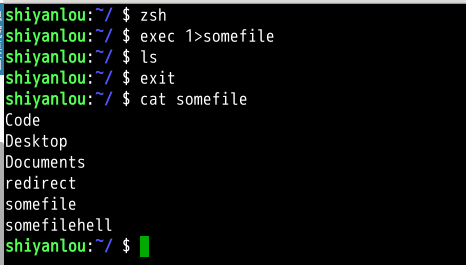 shiyanlou:~/ $ zsh
shiyanlou:~/ $ exec 1>somefile
shiyanlou:~/ $ ls
shiyanlou:~/ $ exit
shiyanlou:~/ $ cat somefile
Code
Desktop
Documents
redirect
somefile
somefilehell
shiyanlou:~/ $